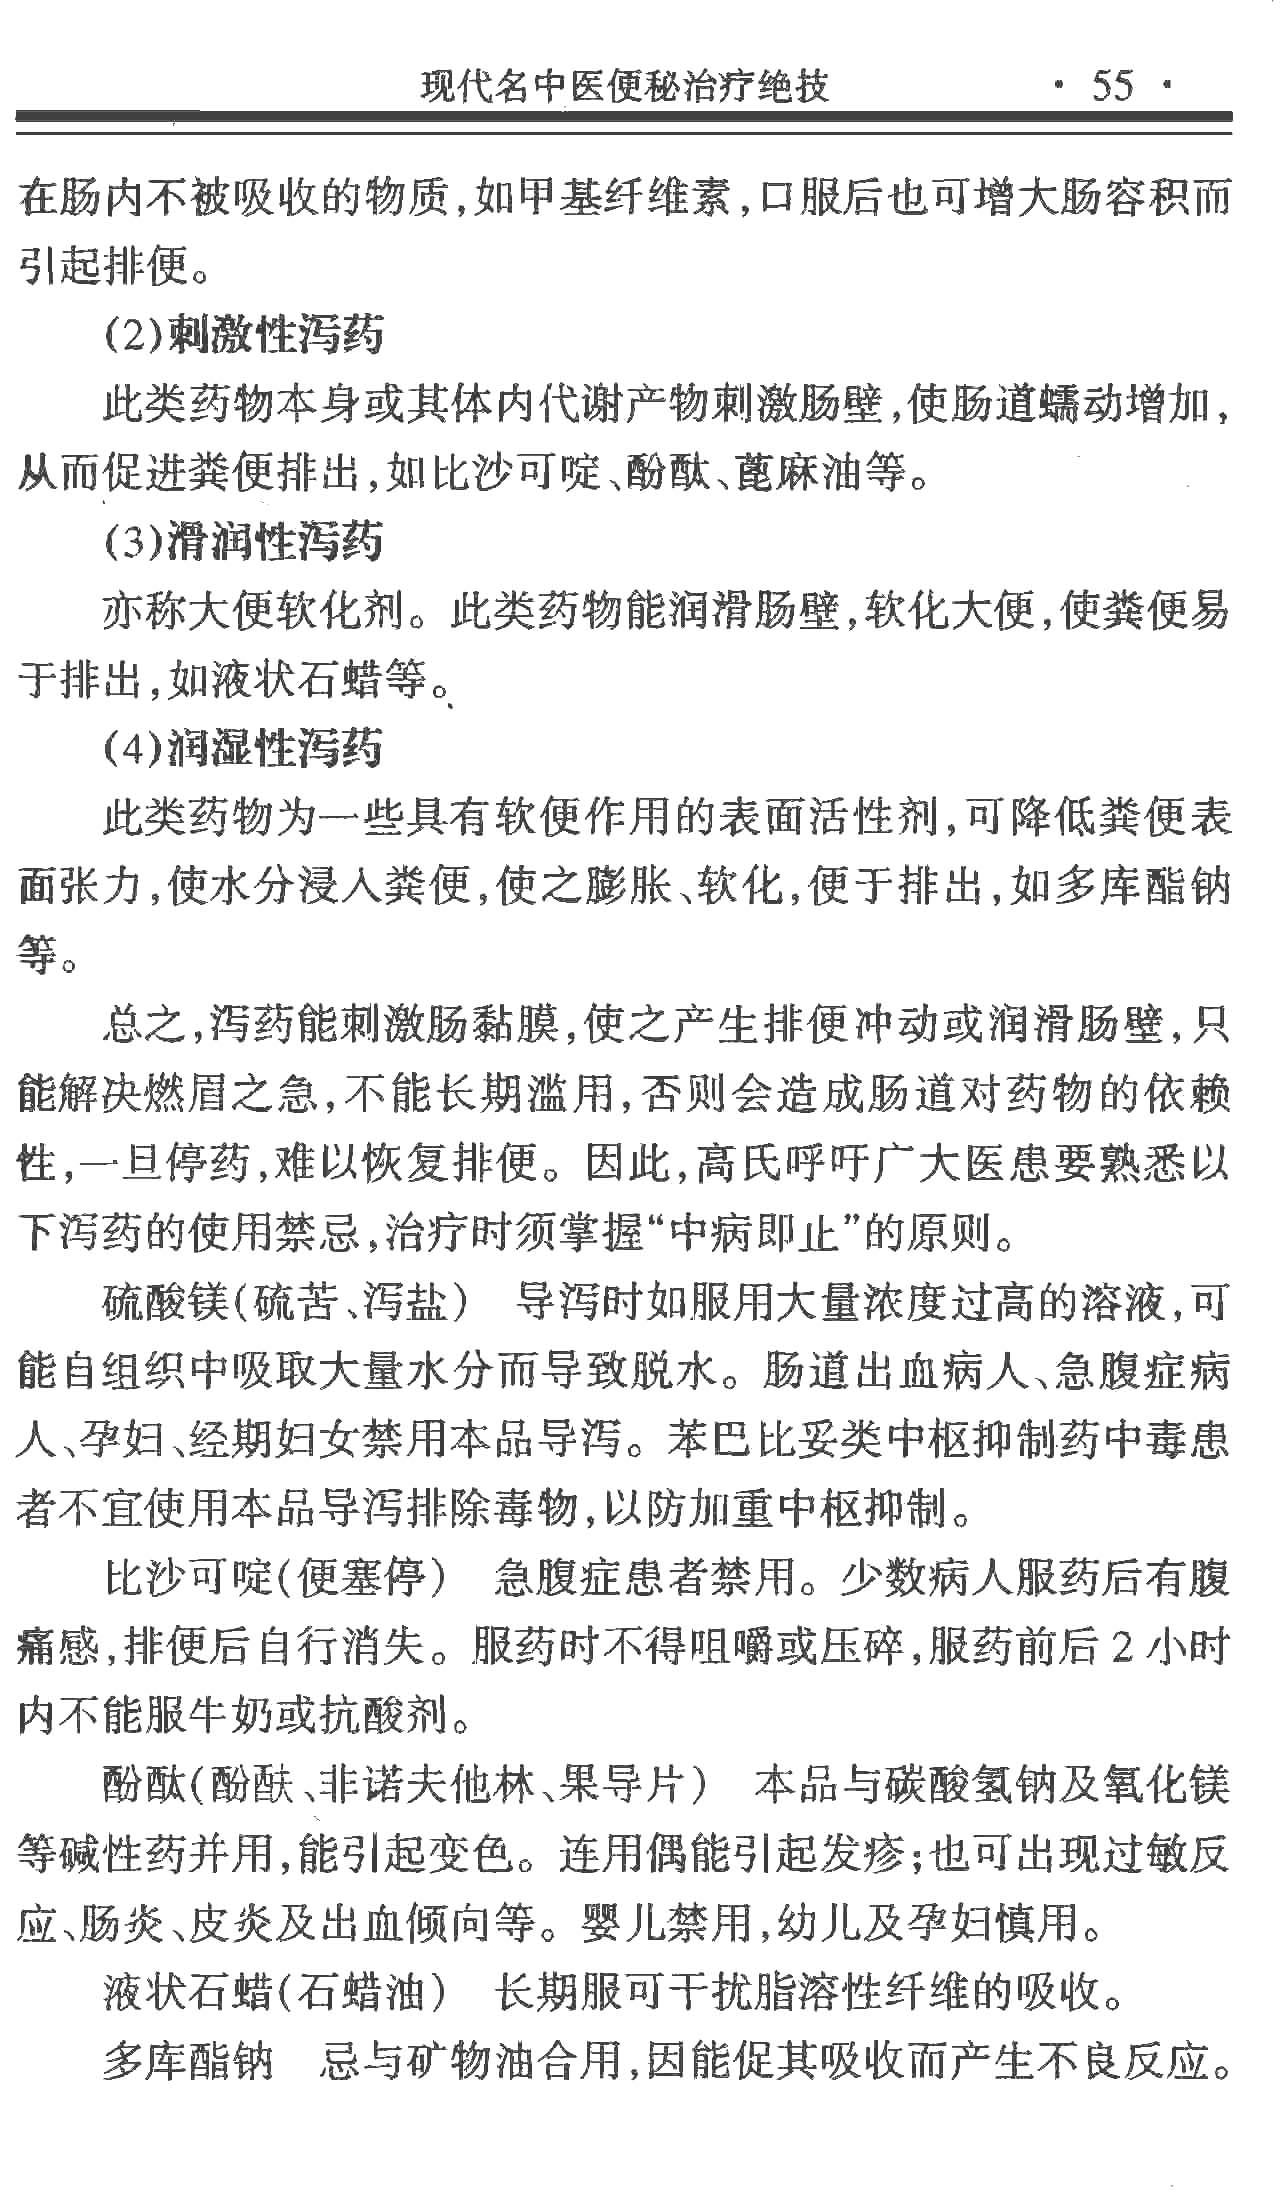 现代名中医便秘治疗绝技 · 55 ·
在肠内不被吸收的物质,如甲基纤维素,口服后也可增大肠容积而
引起排便。
(2)刺激性泻药
此类药物本身或其体内代谢产物刺激肠壁,使肠道蠕动增加,
从而促进粪便排出,如比沙可啶、酚酞、蓖麻油等。
(3)滑润性泻药
亦称大便软化剂。此类药物能润滑肠壁,软化大便,使粪便易
于排出,如液状石蜡等。
(4)润湿性泻药
此类药物为一些具有软便作用的表面活性剂,可降低粪便表
面张力,使水分浸入粪便,使之膨胀、软化,便于排出,如多库酯钠
等。
总之,泻药能刺激肠黏膜,使之产生排便冲动或润滑肠壁,只
能解决燃眉之急,不能长期滥用,否则会造成肠道对药物的依赖
性,一旦停药,难以恢复排便。因此,高氏呼吁广大医患要熟悉以
下泻药的使用禁忌,治疗时须掌握“中病即止”的原则。
硫酸镁(硫苦、泻盐) 导泻时如服用大量浓度过高的溶液,可
能自组织中吸取大量水分而导致脱水。肠道出血病人、急腹症病
人、孕妇、经期妇女禁用本品导泻。苯巴比妥类中枢抑制药中毒患
者不宜使用本品导泻排除毒物,以防加重中枢抑制。
比沙可啶(便塞停) 急腹症患者禁用。少数病人服药后有腹
痛感,排便后自行消失。服药时不得咀嚼或压碎,服药前后 2 小时
内不能服牛奶或抗酸剂。
酚酞(酚酞、非诺夫他林、果导片) 本品与碳酸氢钠及氧化镁
等碱性药并用,能引起变色。连用偶能引起发疹;也可出现过敏反
应、肠炎、皮炎及出血倾向等。婴儿禁用,幼儿及孕妇慎用。
液状石蜡(石蜡油) 长期服可干扰脂溶性纤维的吸收。
多库酯钠 忌与矿物油合用,因能促其吸收而产生不良反应。